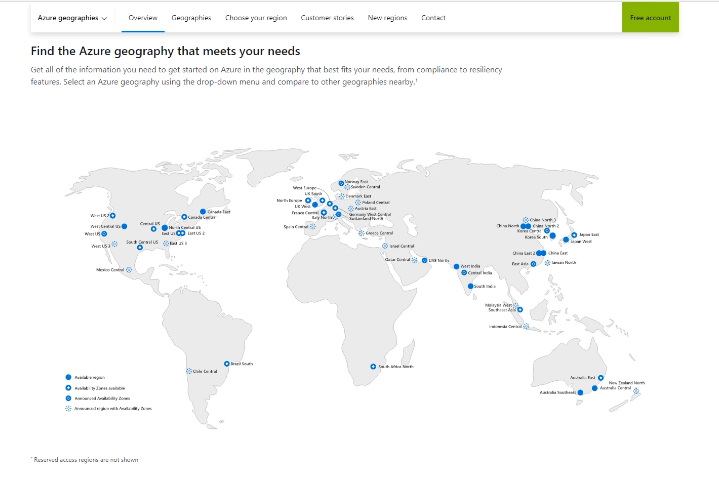 Azure geographies
Overview
Geographies
Choose your region
Customer stories
New regions
Contact
Free account
Find the Azure geography that meets your needs
Get all of the information you need to get started on Azure in the geography that best fits your needs, from compliance to resiliency
features. Select an Azure geography using the drop-down menu and compare to other geographies nearby.¹
Norway East
Sweden Central
West Europe
UK South
North Europe
UK West
Denmark East
Poland Central
Austria East
France Central
Italy North
Germany West Central
Switzerland North
Spain Central
Greece Central
Israel Central
Qatar Central
UAE North
Canada East
Canada Central
West US 2
West Central US
West US
West US 3
Central US
North Central US
East US
East US 2
South Central US
East US 3
Mexico Central
China North 3
China North
China North 2
Korea Central
Korea South
Japan East
Japan West
China East 2
China East
East Asia
Taiwan North
West India
Central India
South India
Malaysia West
Southeast Asia
Indonesia Central
Brazil South
Chile Central
South Africa North
Australia East
New Zealand North
Australia Central
Australia Southeast
Available region
Availability Zones available
Announced Availability Zones
Announced region with Availability Zones
* Reserved access regions are not shown